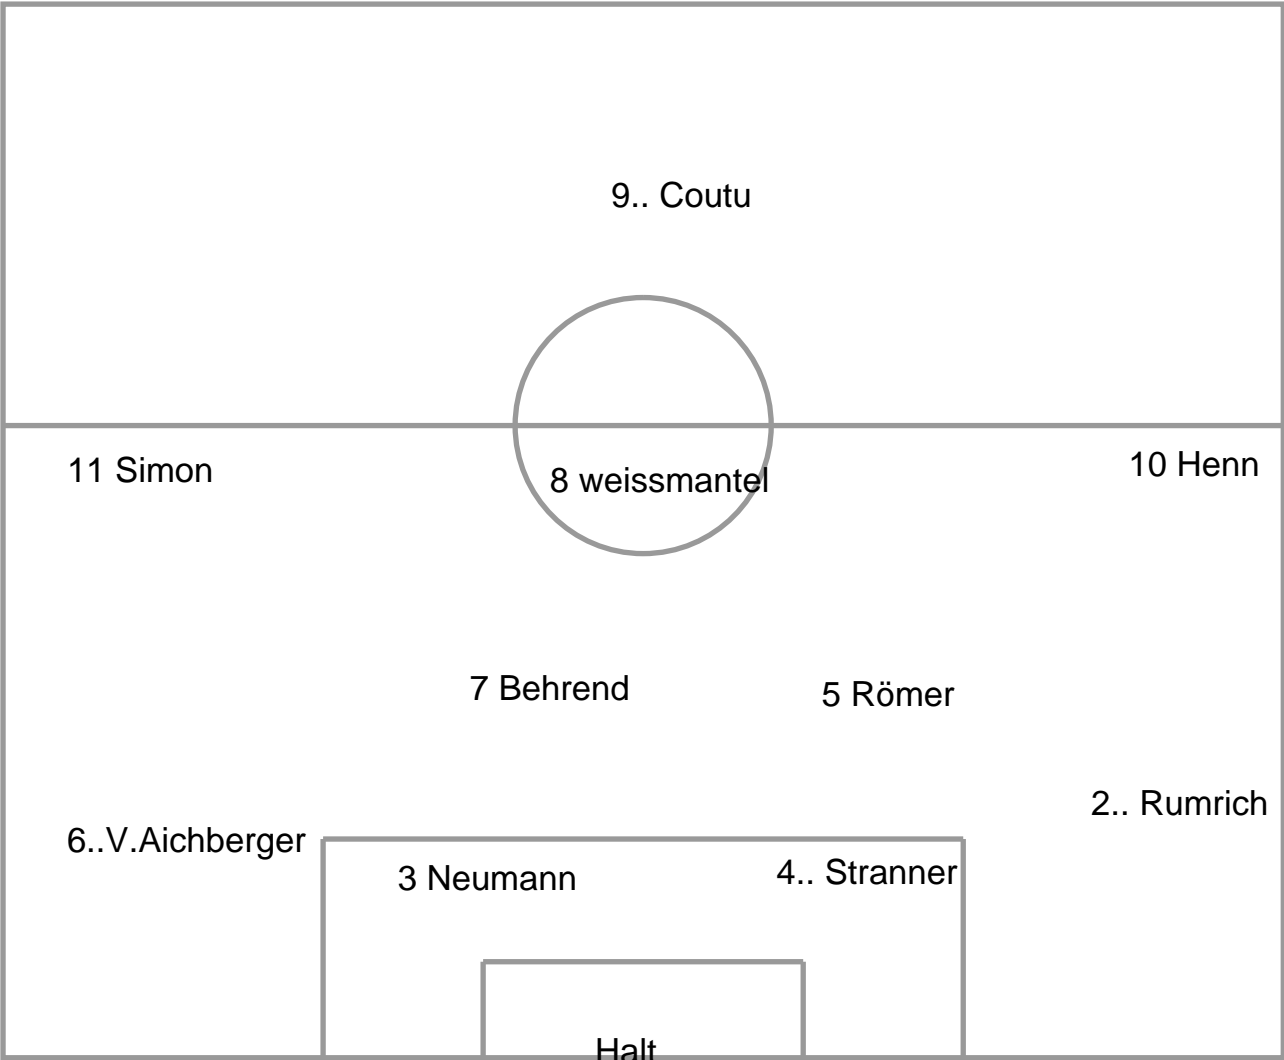 9.. Coutu
11 Simon
8 weissmantel
10 Henn
7 Behrend
5 Römer
6..V.Aichberger
2.. Rumrich
3 Neumann
4.. Stranner
Halt